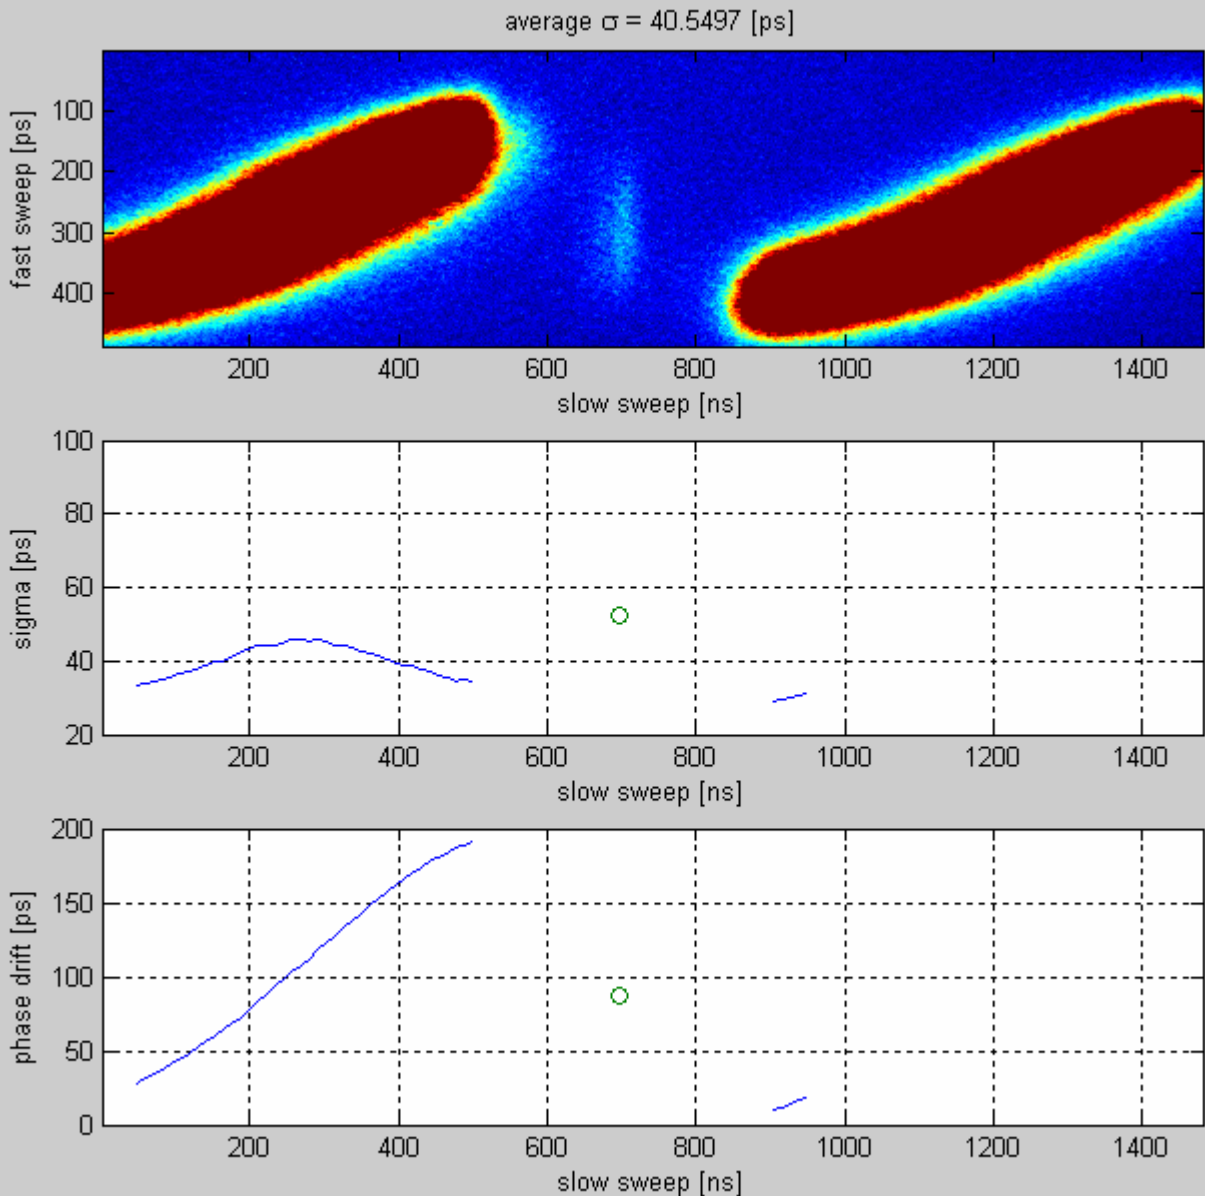 average σ = 40.5497 [ps]
fast sweep [ps]
100
200
300
400
200 400 600 800 1000 1200 1400
slow sweep [ns]
sigma [ps]
100
80
60
40
20
200 400 600 800 1000 1200 1400
slow sweep [ns]
phase drift [ps]
200
150
100
50
0
200 400 600 800 1000 1200 1400
slow sweep [ns]